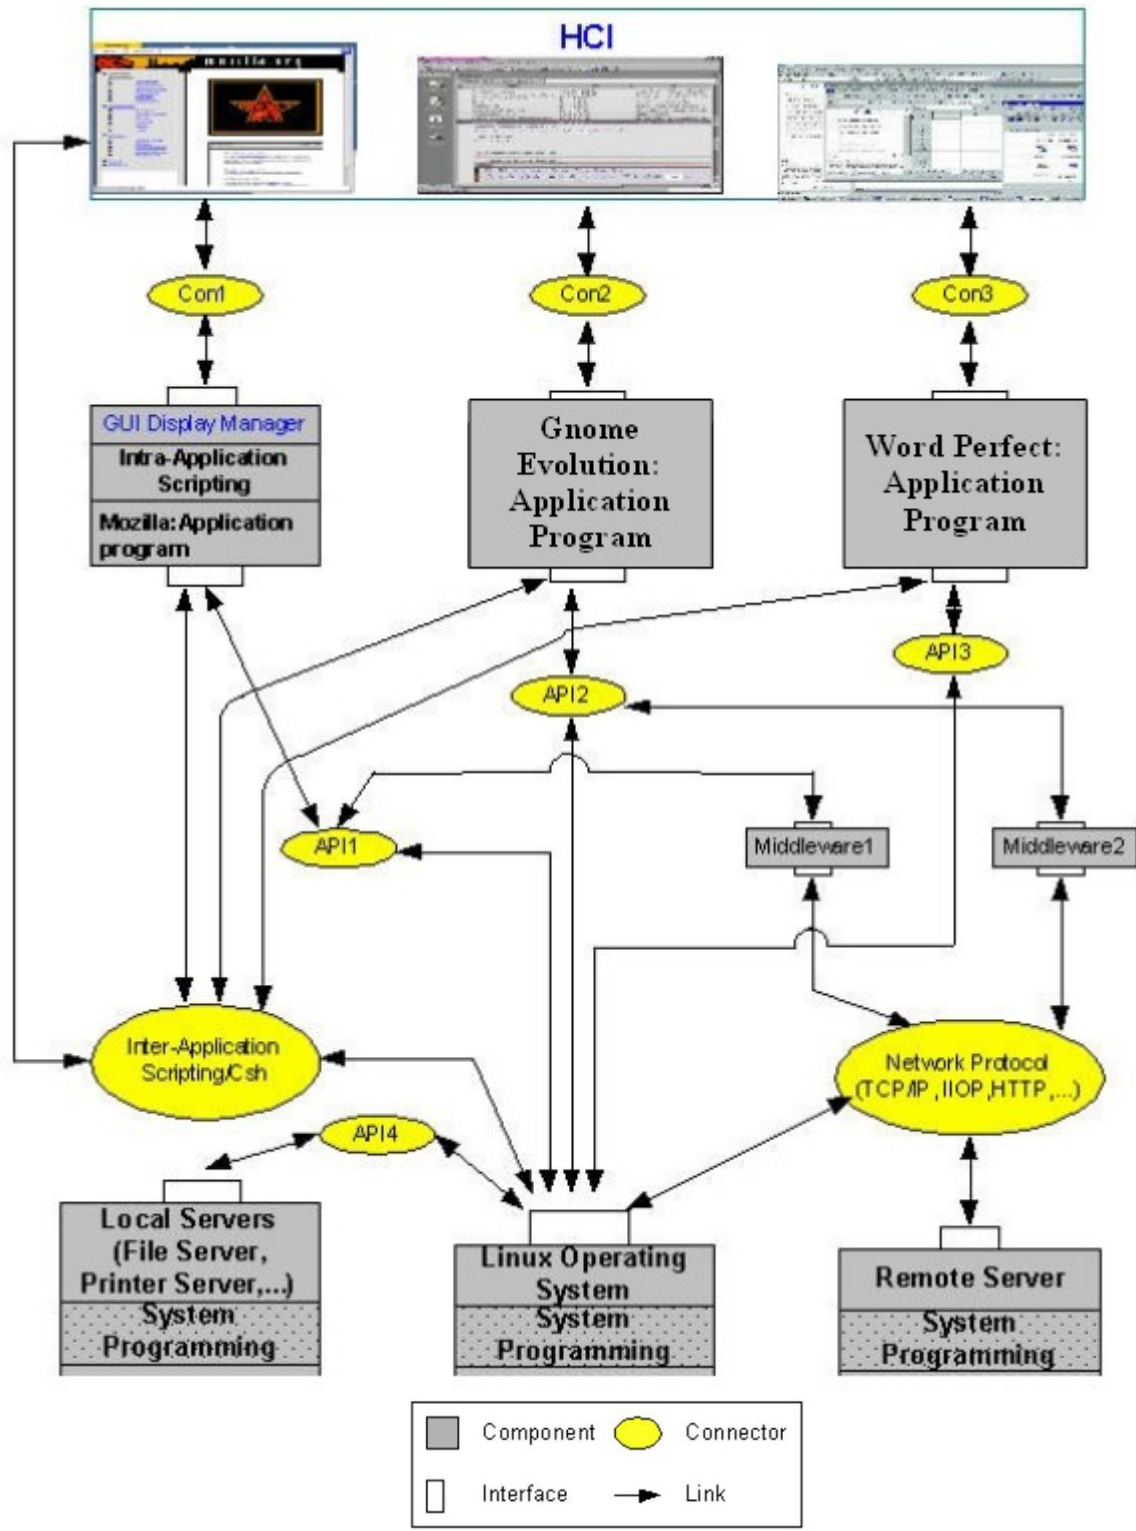 HCI
mozilla.org
Con1
Con2
Con3
GUI Display Manager
Intra-Application
Scripting
Mozilla: Application
program
Gnome
Evolution:
Application
Program
Word Perfect:
Application
Program
API3
API2
API1
Middleware1
Middleware2
Inter-Application
Scripting/Csh
Network Protocol
(TCP/IP,IIOP,HTTP,...)
API4
Local Servers
(File Server,
Printer Server,...)
System
Programming
Linux Operating
System
System
Programming
Remote Server
System
Programming
Component
Connector
Interface
Link